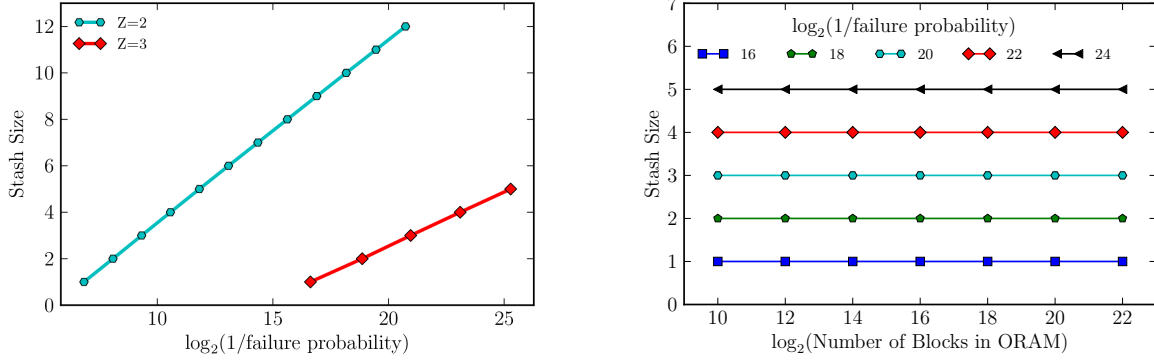 Z=2
Z=3
12
10
8
6
4
2
0
Stash Size
10 15 20 25
log₂(1/failure probability)
log₂(1/failure probability)
16 18 20 22 24
7
6
5
4
3
2
1
0
Stash Size
10 12 14 16 18 20 22
log₂(Number of Blocks in ORAM)